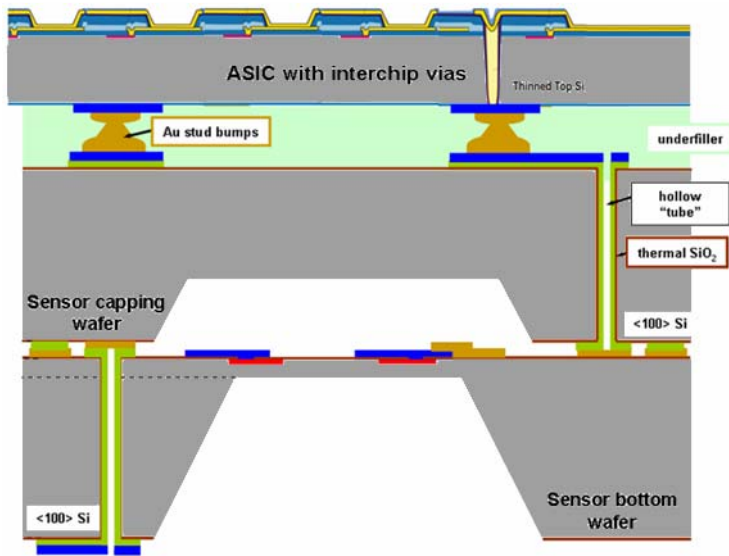 ASIC with interchip vias
Thinned Top Si
Au stud bumps
underfiller
hollow
"tube"
thermal SiO₂
Sensor capping
wafer
<100> Si
<100> Si
Sensor bottom
wafer